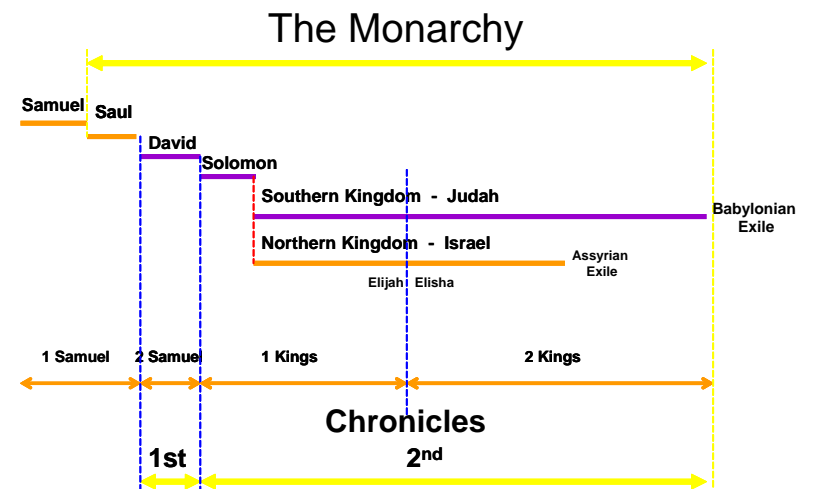 The Monarchy
Samuel
Saul
David
Solomon
Southern Kingdom - Judah
Babylonian
Exile
Northern Kingdom - Israel
Assyrian
Exile
Elijah Elisha
1 Samuel 2 Samuel 1 Kings 2 Kings
Chronicles
1st 2nd